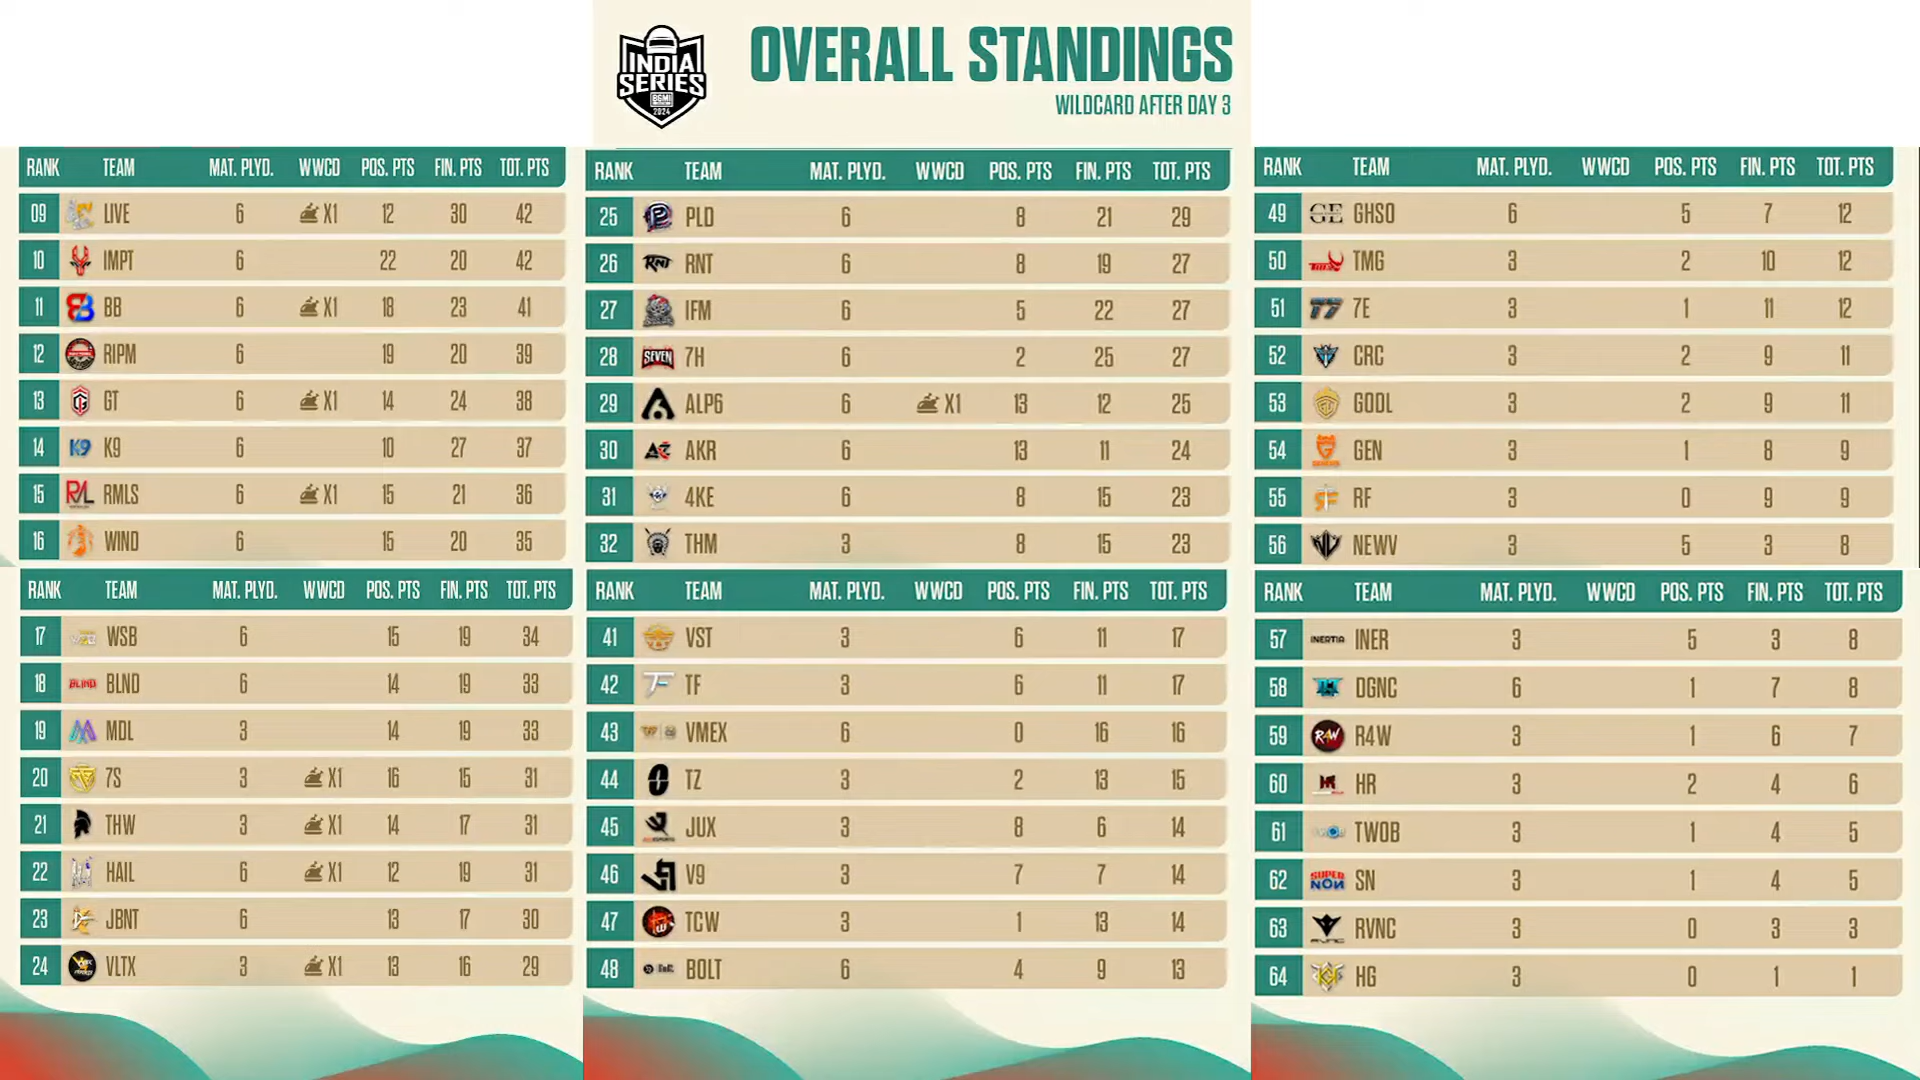 INDIA
SERIES
BGMI
2024
OVERALL STANDINGS
WILDCARD AFTER DAY 3
RANK TEAM MAT. PLYD. WWCD POS. PTS FIN. PTS TOT. PTS
09 LIVE 6 X1 12 30 42
10 IMPT 6 22 20 42
11 BB 6 X1 18 23 41
12 RIPM 6 19 20 39
13 GT 6 X1 14 24 38
14 K9 K9 6 10 27 37
15 RMLS 6 X1 15 21 36
16 WIND 6 15 20 35
RANK TEAM MAT. PLYD. WWCD POS. PTS FIN. PTS TOT. PTS
17 WSB 6 15 19 34
18 BLIND BLND 6 14 19 33
19 MDL 3 14 19 33
20 7S 3 X1 16 15 31
21 THW 3 X1 14 17 31
22 HAIL 6 X1 12 19 31
23 JBNT 6 13 17 30
24 VLTX 3 X1 13 16 29
RANK TEAM MAT. PLYD. WWCD POS. PTS FIN. PTS TOT. PTS
25 PLD 6 8 21 29
26 RNT RNT 6 8 19 27
27 IFM 6 5 22 27
28 SEVEN 7H 6 2 25 27
29 ALP6 6 X1 13 12 25
30 AKR 6 13 11 24
31 4KE 6 8 15 23
32 THM 3 8 15 23
RANK TEAM MAT. PLYD. WWCD POS. PTS FIN. PTS TOT. PTS
41 VST 3 6 11 17
42 TF 3 6 11 17
43 VMEX 6 0 16 16
44 TZ 3 2 13 15
45 JUX 3 8 6 14
46 V9 3 7 7 14
47 TCW 3 1 13 14
48 BOLT 6 4 9 13
RANK TEAM MAT. PLYD. WWCD POS. PTS FIN. PTS TOT. PTS
49 GE GHSO 6 5 7 12
50 TMG 3 2 10 12
51 77 7E 3 1 11 12
52 CRC 3 2 9 11
53 GODL 3 2 9 11
54 GEN 3 1 8 9
55 RF 3 0 9 9
56 NEWV 3 5 3 8
RANK TEAM MAT. PLYD. WWCD POS. PTS FIN. PTS TOT. PTS
57 INERTIA INER 3 5 3 8
58 DGNC 6 1 7 8
59 R4W R4W 3 1 6 7
60 HR HR 3 2 4 6
61 TWOB 3 1 4 5
62 SUPER NOVN SN 3 1 4 5
63 RVNC RVNC 3 0 3 3
64 HG 3 0 1 1